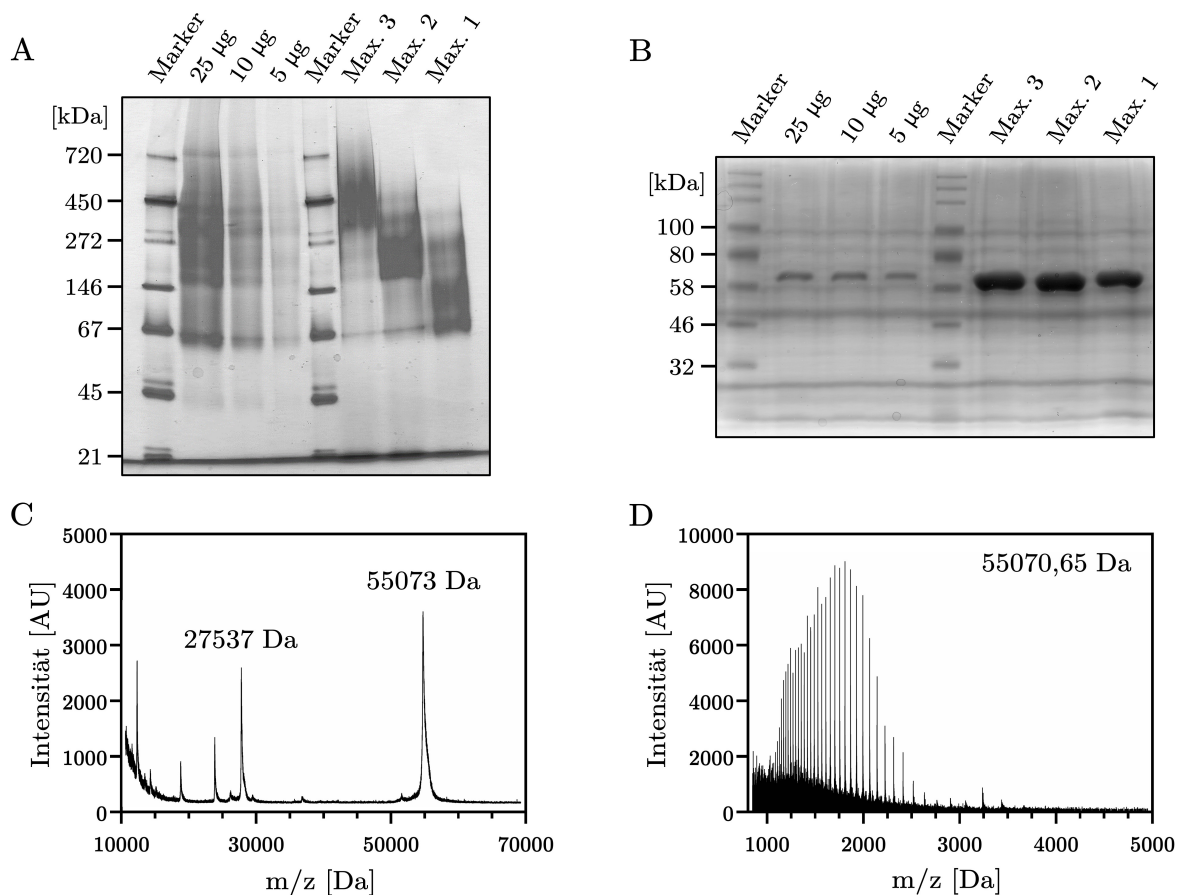 A
Marker
25 µg
10 µg
5 µg
Marker
Max. 3
Max. 2
Max. 1
[kDa]
720
450
272
146
67
45
21
B
Marker
25 µg
10 µg
5 µg
Marker
Max. 3
Max. 2
Max. 1
[kDa]
100
80
58
46
32
C
Intensität [AU]
5000
4000
3000
2000
1000
0
55073 Da
27537 Da
10000
30000
50000
70000
m/z [Da]
D
Intensität [AU]
10000
8000
6000
4000
2000
0
55070,65 Da
1000
2000
3000
4000
5000
m/z [Da]